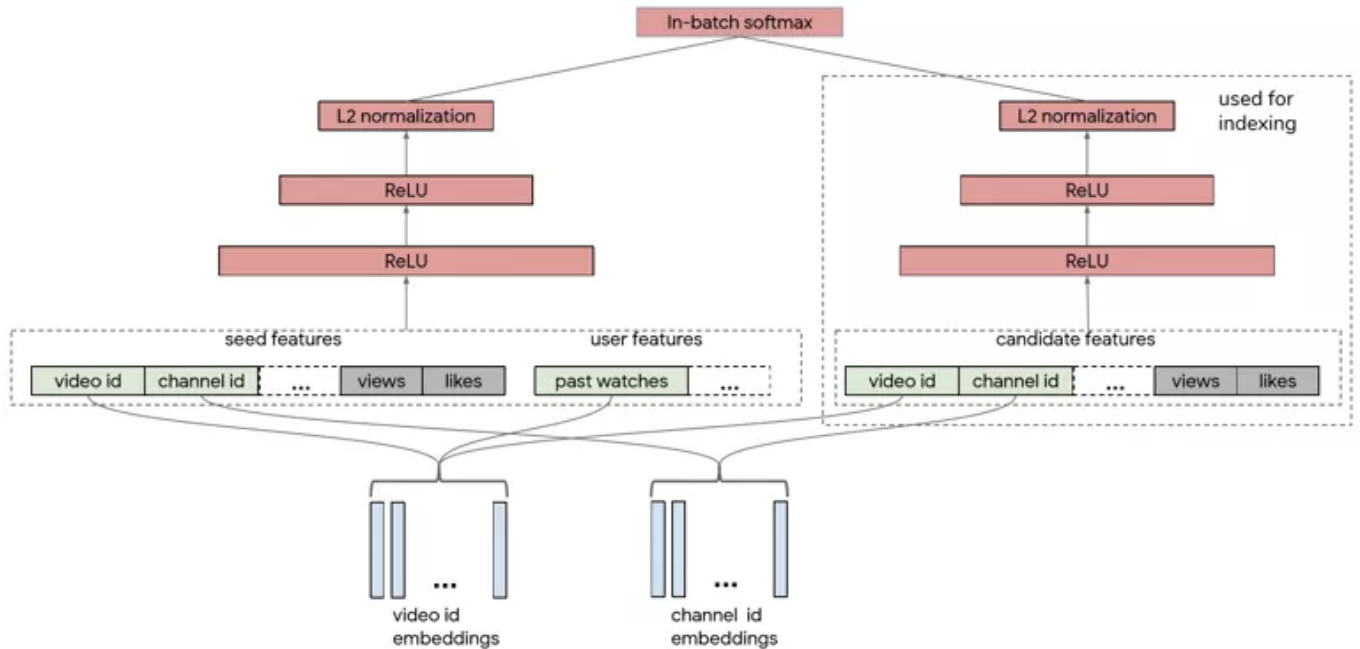 In-batch softmax
L2 normalization
L2 normalization
used for
indexing
ReLU
ReLU
ReLU
ReLU
seed features
user features
candidate features
video id
channel id
...
views
likes
past watches
...
video id
channel id
...
views
likes
...
...
video id
embeddings
channel id
embeddings